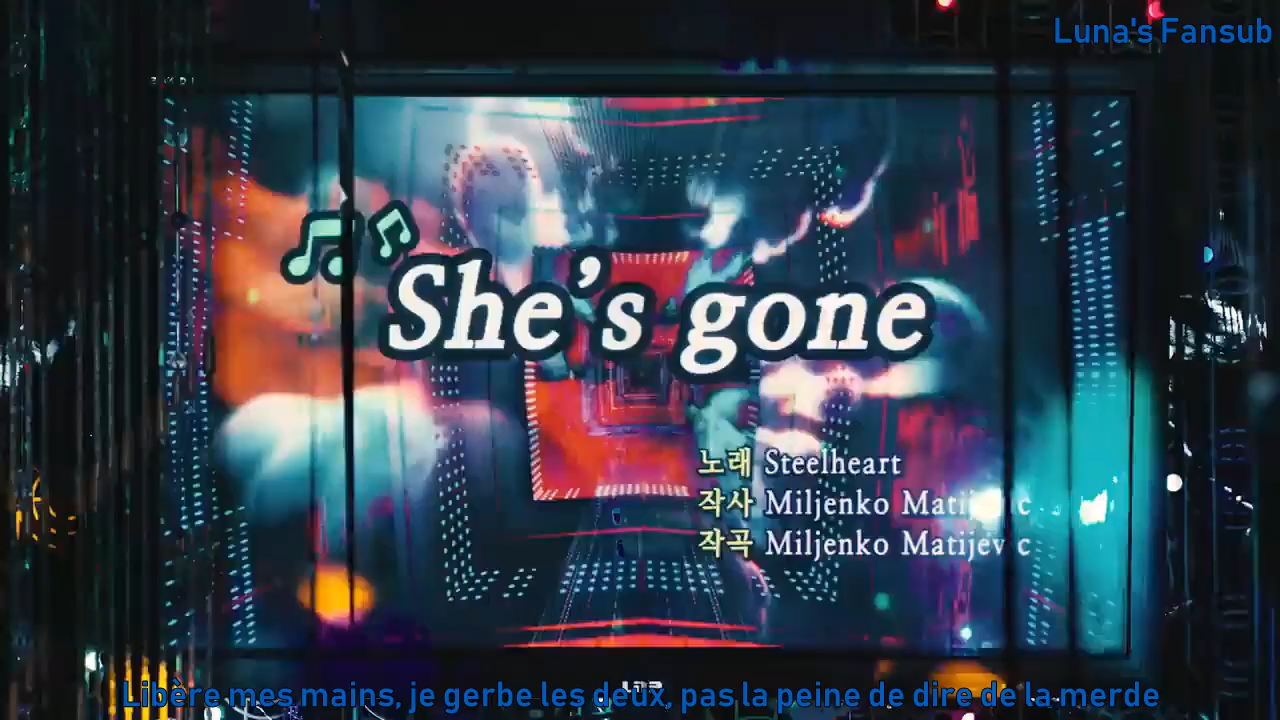 Luna's Fansub
She's gone
노래 Steelheart
작사 Miljenko
작곡 Miljenko
Libère mes mains, je gerbe les deux, pas la peine de dire de la merde